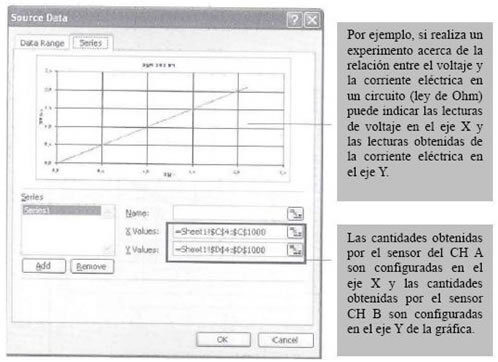 Source Data
Data Range
Series
Series
Series1
Name:
X Values:
=Sheet1!$C$4:$C$1000
Y Values:
=Sheet1!$D$4:$D$1000
Add
Remove
OK
Cancel
Por ejemplo, si realiza un
experimento acerca de la
relación entre el voltaje y
la corriente eléctrica en
un circuito (ley de Ohm)
puede indicar las lecturas
de voltaje en el eje X y
las lecturas obtenidas de
la corriente eléctrica en
el eje Y.
Las cantidades obtenidas
por el sensor del CH A
son configuradas en el
eje X y las cantidades
obtenidas por el sensor
CH B son configuradas
en el eje Y de la gráfica.